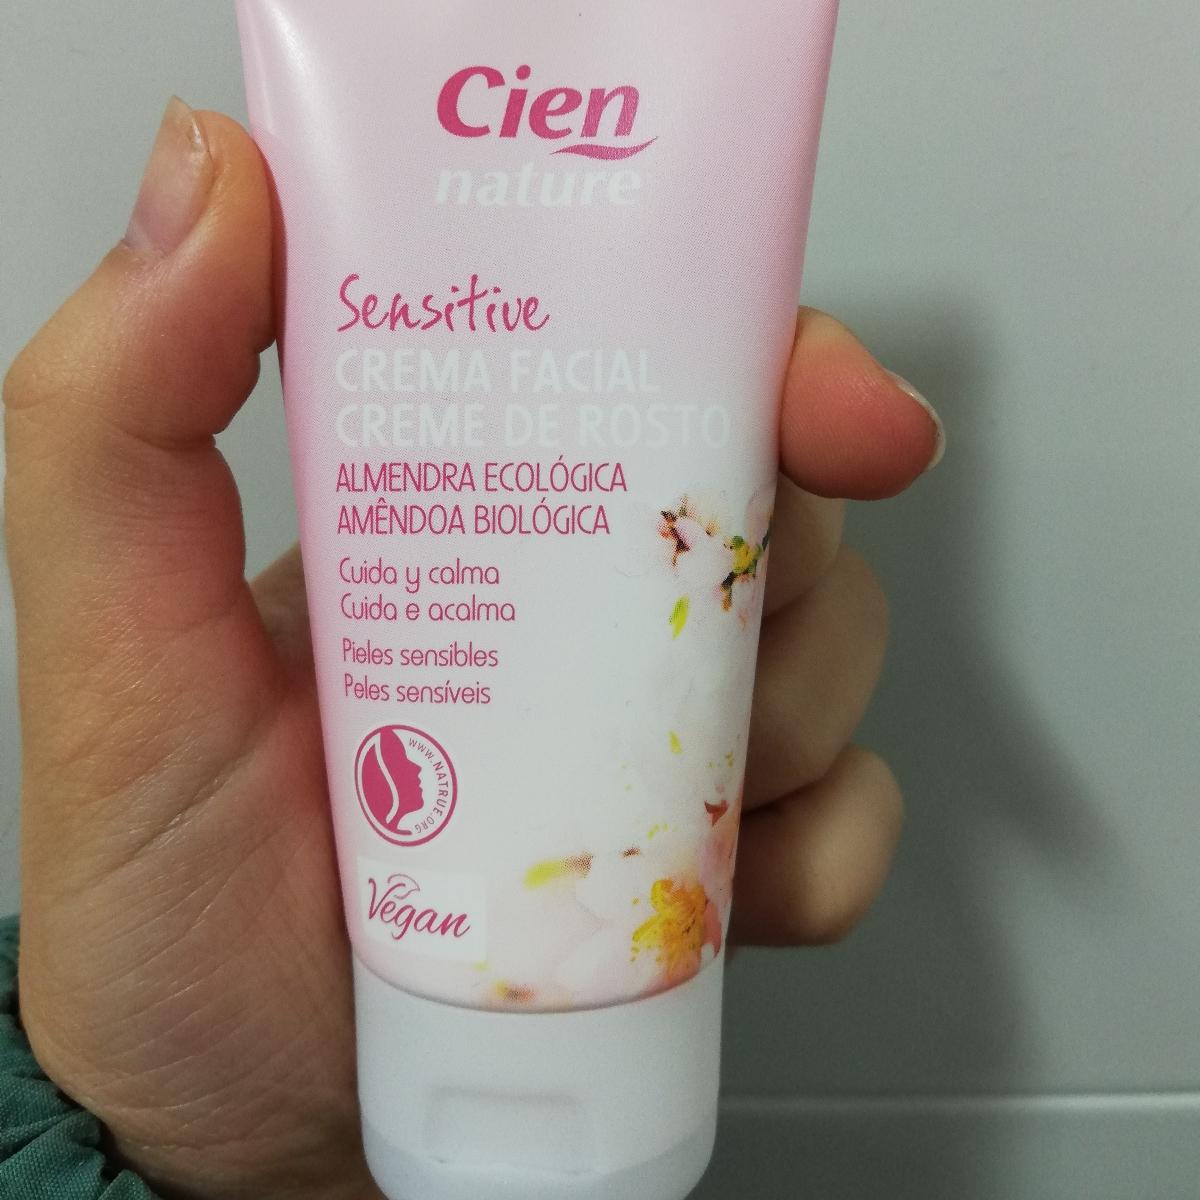 Cien
nature
Sensitive
CREMA FACIAL
CREME DE ROSTO
ALMENDRA ECOLÓGICA
AMÊNDOA BIOLÓGICA
Cuida y calma
Cuida e acalma
Pieles sensibles
Peles sensíveis
WWW.NATRUE.ORG
Vegan